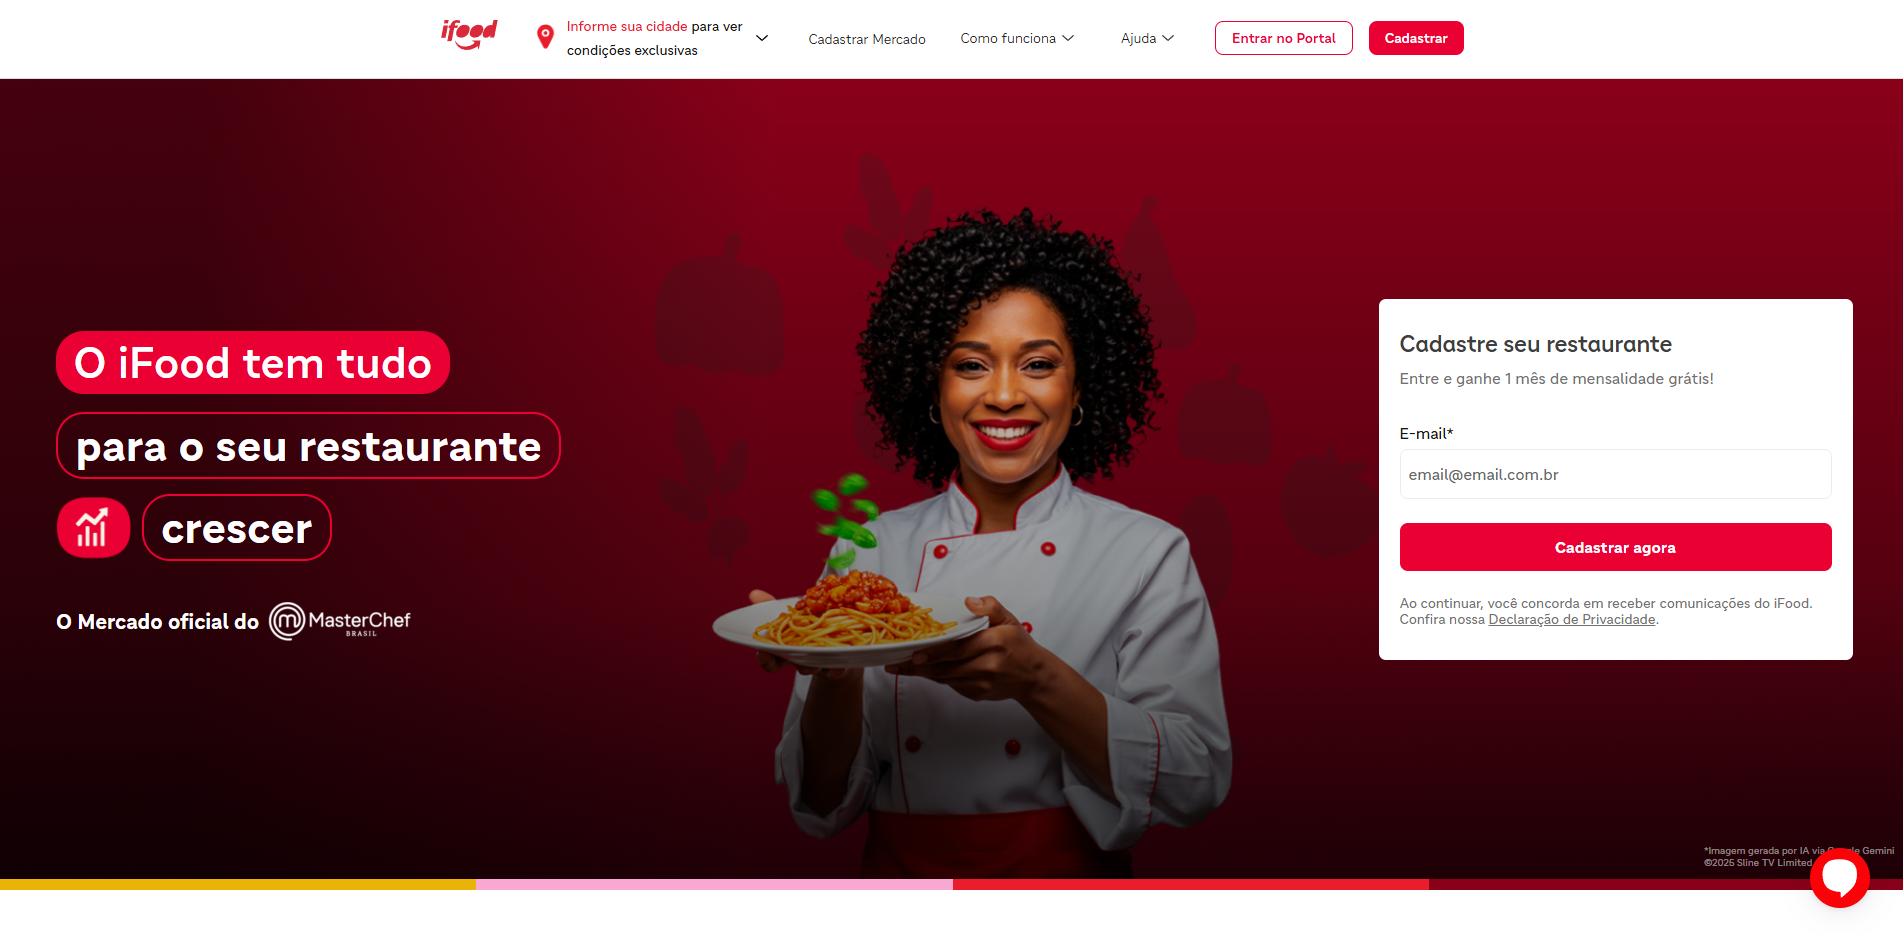 ifood
Informe sua cidade para ver
condições exclusivas
Cadastrar Mercado
Como funciona
Ajuda
Entrar no Portal
Cadastrar
O iFood tem tudo
para o seu restaurante
crescer
O Mercado oficial do MasterChef
BRASIL
Cadastre seu restaurante
Entre e ganhe 1 mês de mensalidade grátis!
E-mail*
email@email.com.br
Cadastrar agora
Ao continuar, você concorda em receber comunicações do iFood.
Confira nossa Declaração de Privacidade.
*Imagem gerada por IA via Gemini
©2025 Sline TV Limited